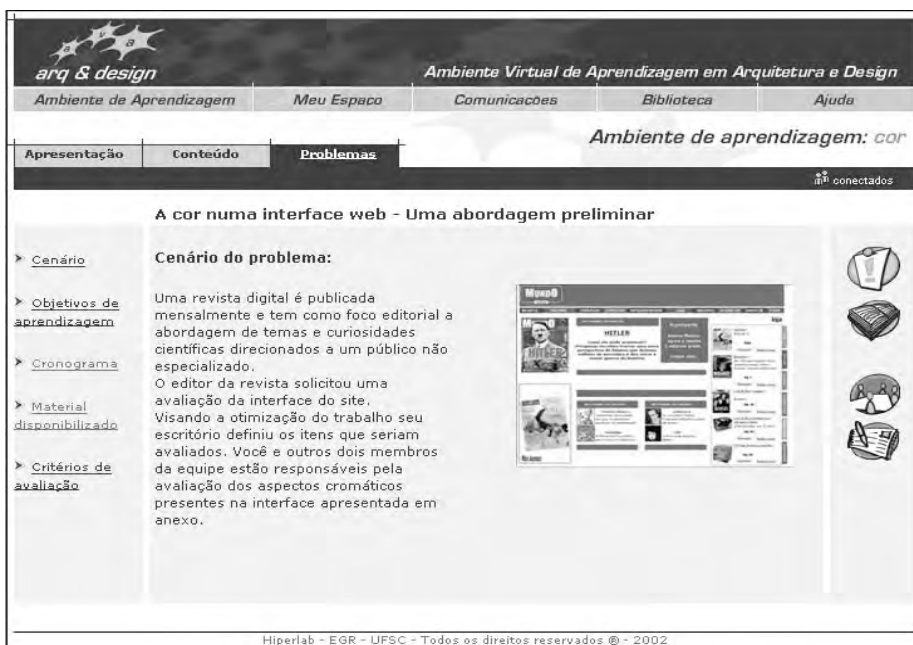 a v a
arq & design
Ambiente Virtual de Aprendizagem em Arquitetura e Design
Ambiente de Aprendizagem Meu Espaço Comunicações Biblioteca Ajuda
Ambiente de aprendizagem: cor
Apresentação Conteúdo Problemas
conectados
A cor numa interface web - Uma abordagem preliminar
Cenário
Objetivos de
aprendizagem
Cronograma
Material
disponibilizado
Critérios de
avaliação
Cenário do problema:
Uma revista digital é publicada
mensalmente e tem como foco editorial a
abordagem de temas e curiosidades
científicas direcionados a um público não
especializado.
O editor da revista solicitou uma
avaliação da interface do site.
Visando a otimização do trabalho seu
escritório definiu os itens que seriam
avaliados. Você e outros dois membros
da equipe estão responsáveis pela
avaliação dos aspectos cromáticos
presentes na interface apresentada em
anexo.
MUNDO
HITLER
HITLER
Hiperlab - EGR - UFSC - Todos os direitos reservados ® - 2002